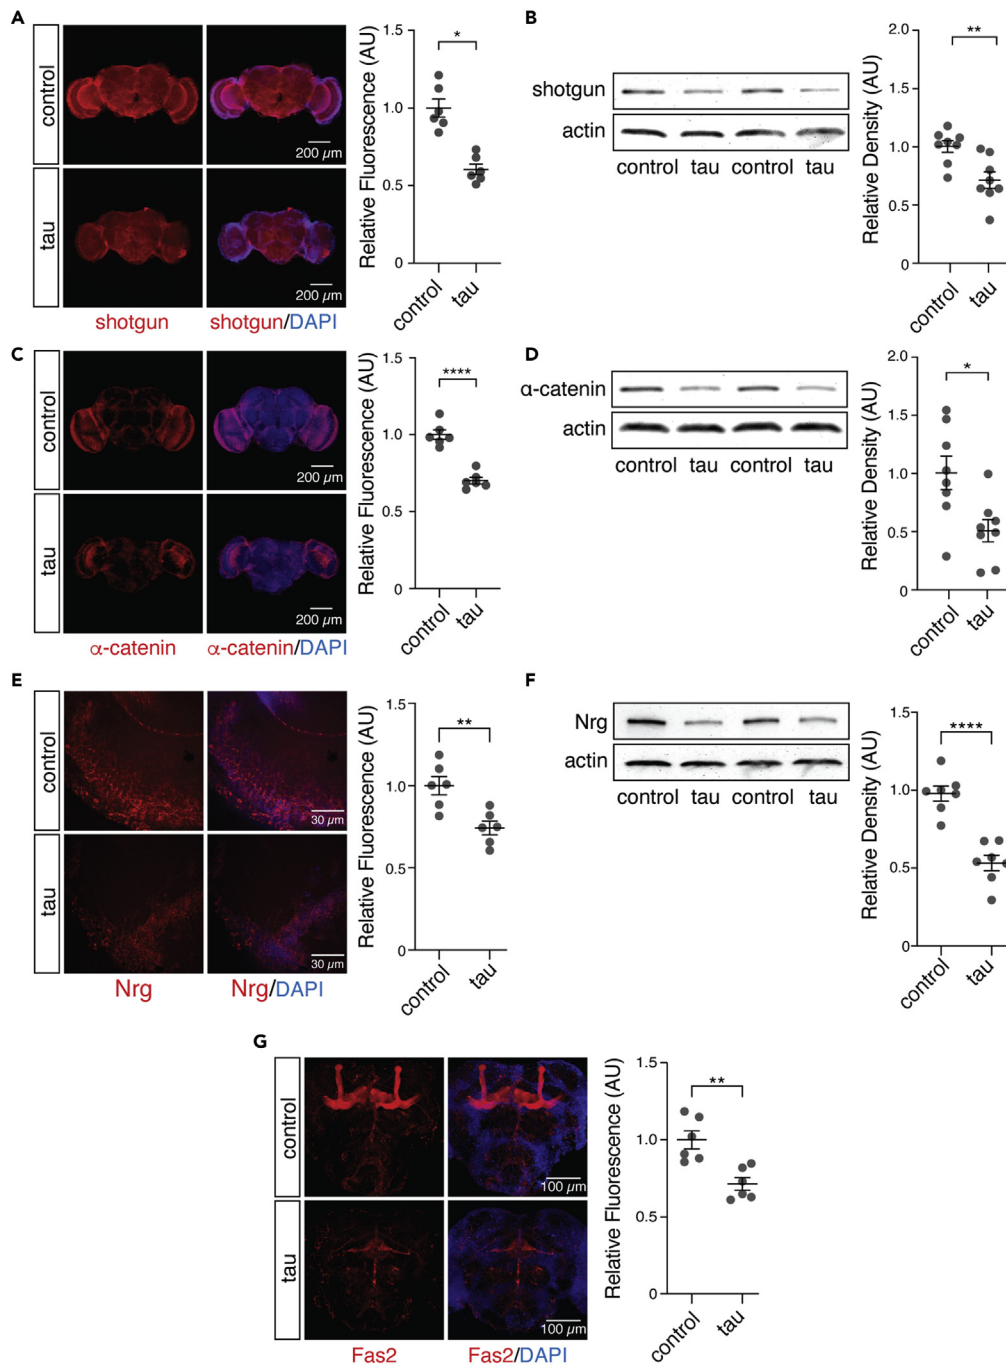 A
control
tau
200 µm
200 µm
shotgun
shotgun/DAPI
Relative Fluorescence (AU)
1.5
1.0
0.5
0
*
control
tau
B
shotgun
actin
control tau control tau
Relative Density (AU)
2.0
1.5
1.0
0.5
0
**
control
tau
C
control
tau
200 µm
200 µm
α-catenin
α-catenin/DAPI
Relative Fluorescence (AU)
1.5
1.0
0.5
0
****
control
tau
D
α-catenin
actin
control tau control tau
Relative Density (AU)
2.0
1.5
1.0
0.5
0
*
control
tau
E
control
tau
30 µm
30 µm
Nrg
Nrg/DAPI
Relative Fluorescence (AU)
1.5
1.0
0.5
0
**
control
tau
F
Nrg
actin
control tau control tau
Relative Density (AU)
1.5
1.0
0.5
0
****
control
tau
G
control
tau
100 µm
100 µm
Fas2
Fas2/DAPI
Relative Fluorescence (AU)
1.5
1.0
0.5
0
**
control
tau